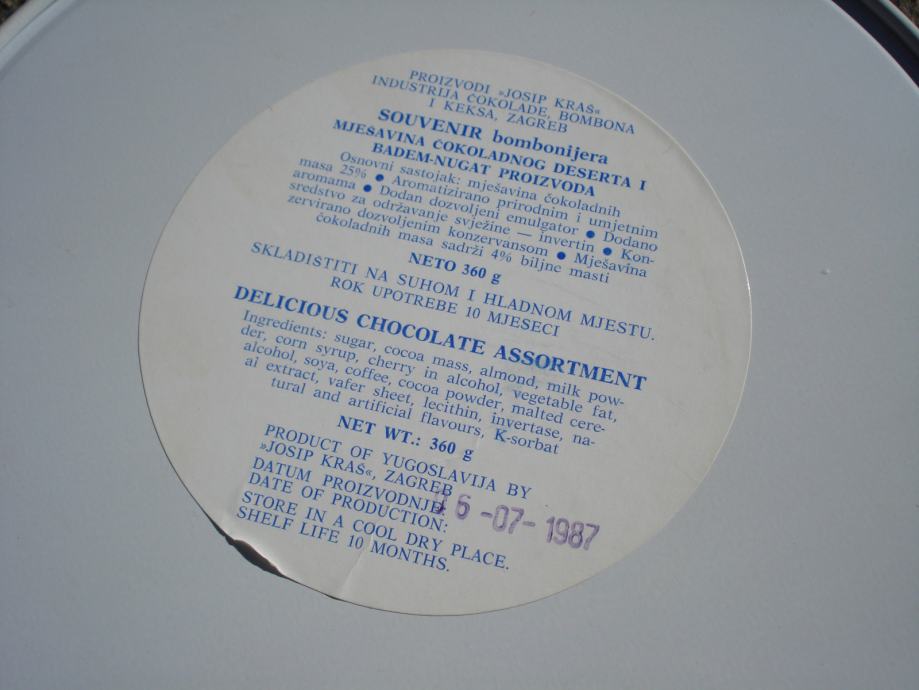 PROIZVODI »JOSIP KRAŠ«
INDUSTRIJA ČOKOLADE, BOMBONA
I KEKSA, ZAGREB
SOUVENIR bombonijera
MJEŠAVINA ČOKOLADNOG DESERTA I
BADEM-NUGAT PROIZVODA
Osnovni sastojak: mješavina čokoladnih
masa 25% ● Aromatizirano prirodnim i umjetnim
aromama ● Dodan dozvoljeni emulgator ● Dodano
sredstvo za održavanje svježine — invertin ● Kon-
zervirano dozvoljenim konzervansom ● Mješavina
čokoladnih masa sadrži 4% biljne masti
NETO 360 g
SKLADIŠTITI NA SUHOM I HLADNOM MJESTU.
ROK UPOTREBE 10 MJESECI
DELICIOUS CHOCOLATE ASSORTMENT
Ingredients: sugar, cocoa mass, almond, milk pow-
der, corn syrup, cherry in alcohol, vegetable fat,
alcohol, soya, coffee, cocoa powder, malted cere-
al extract, vafer sheet, lecithin, invertase, na-
tural and artificial flavours, K-sorbat
NET WT.: 360 g
PRODUCT OF YUGOSLAVIJA BY
»JOSIP KRAŠ«, ZAGREB
DATUM PROIZVODNJE:
DATE OF PRODUCTION:
6-07-1987
STORE IN A COOL DRY PLACE.
SHELF LIFE 10 MONTHS.